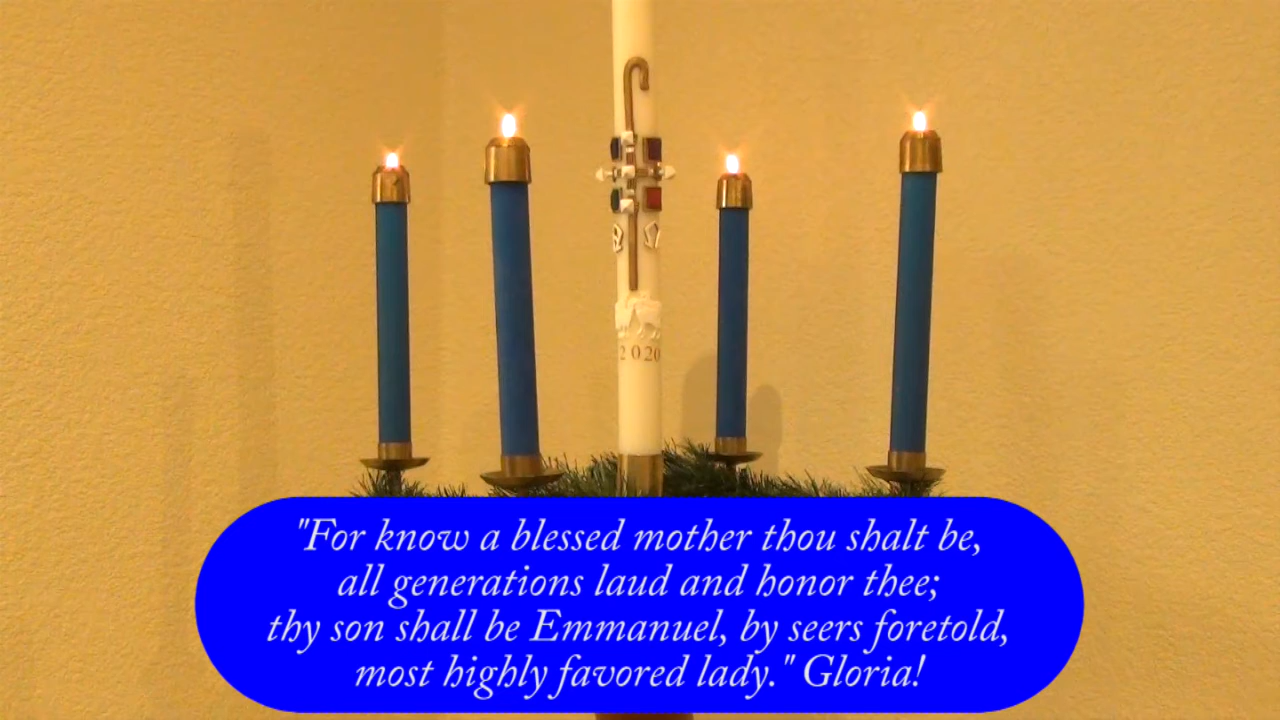 2020
"For know a blessed mother thou shalt be,
all generations laud and honor thee;
thy son shall be Emmanuel, by seers foretold,
most highly favored lady." Gloria!